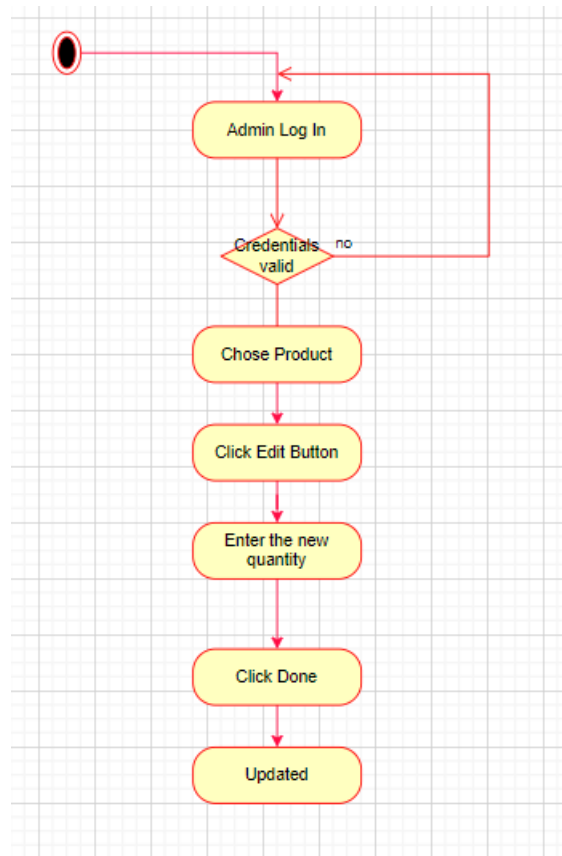 Admin Log In
Credentials
no
valid
Chose Product
Click Edit Button
Enter the new
quantity
Click Done
Updated